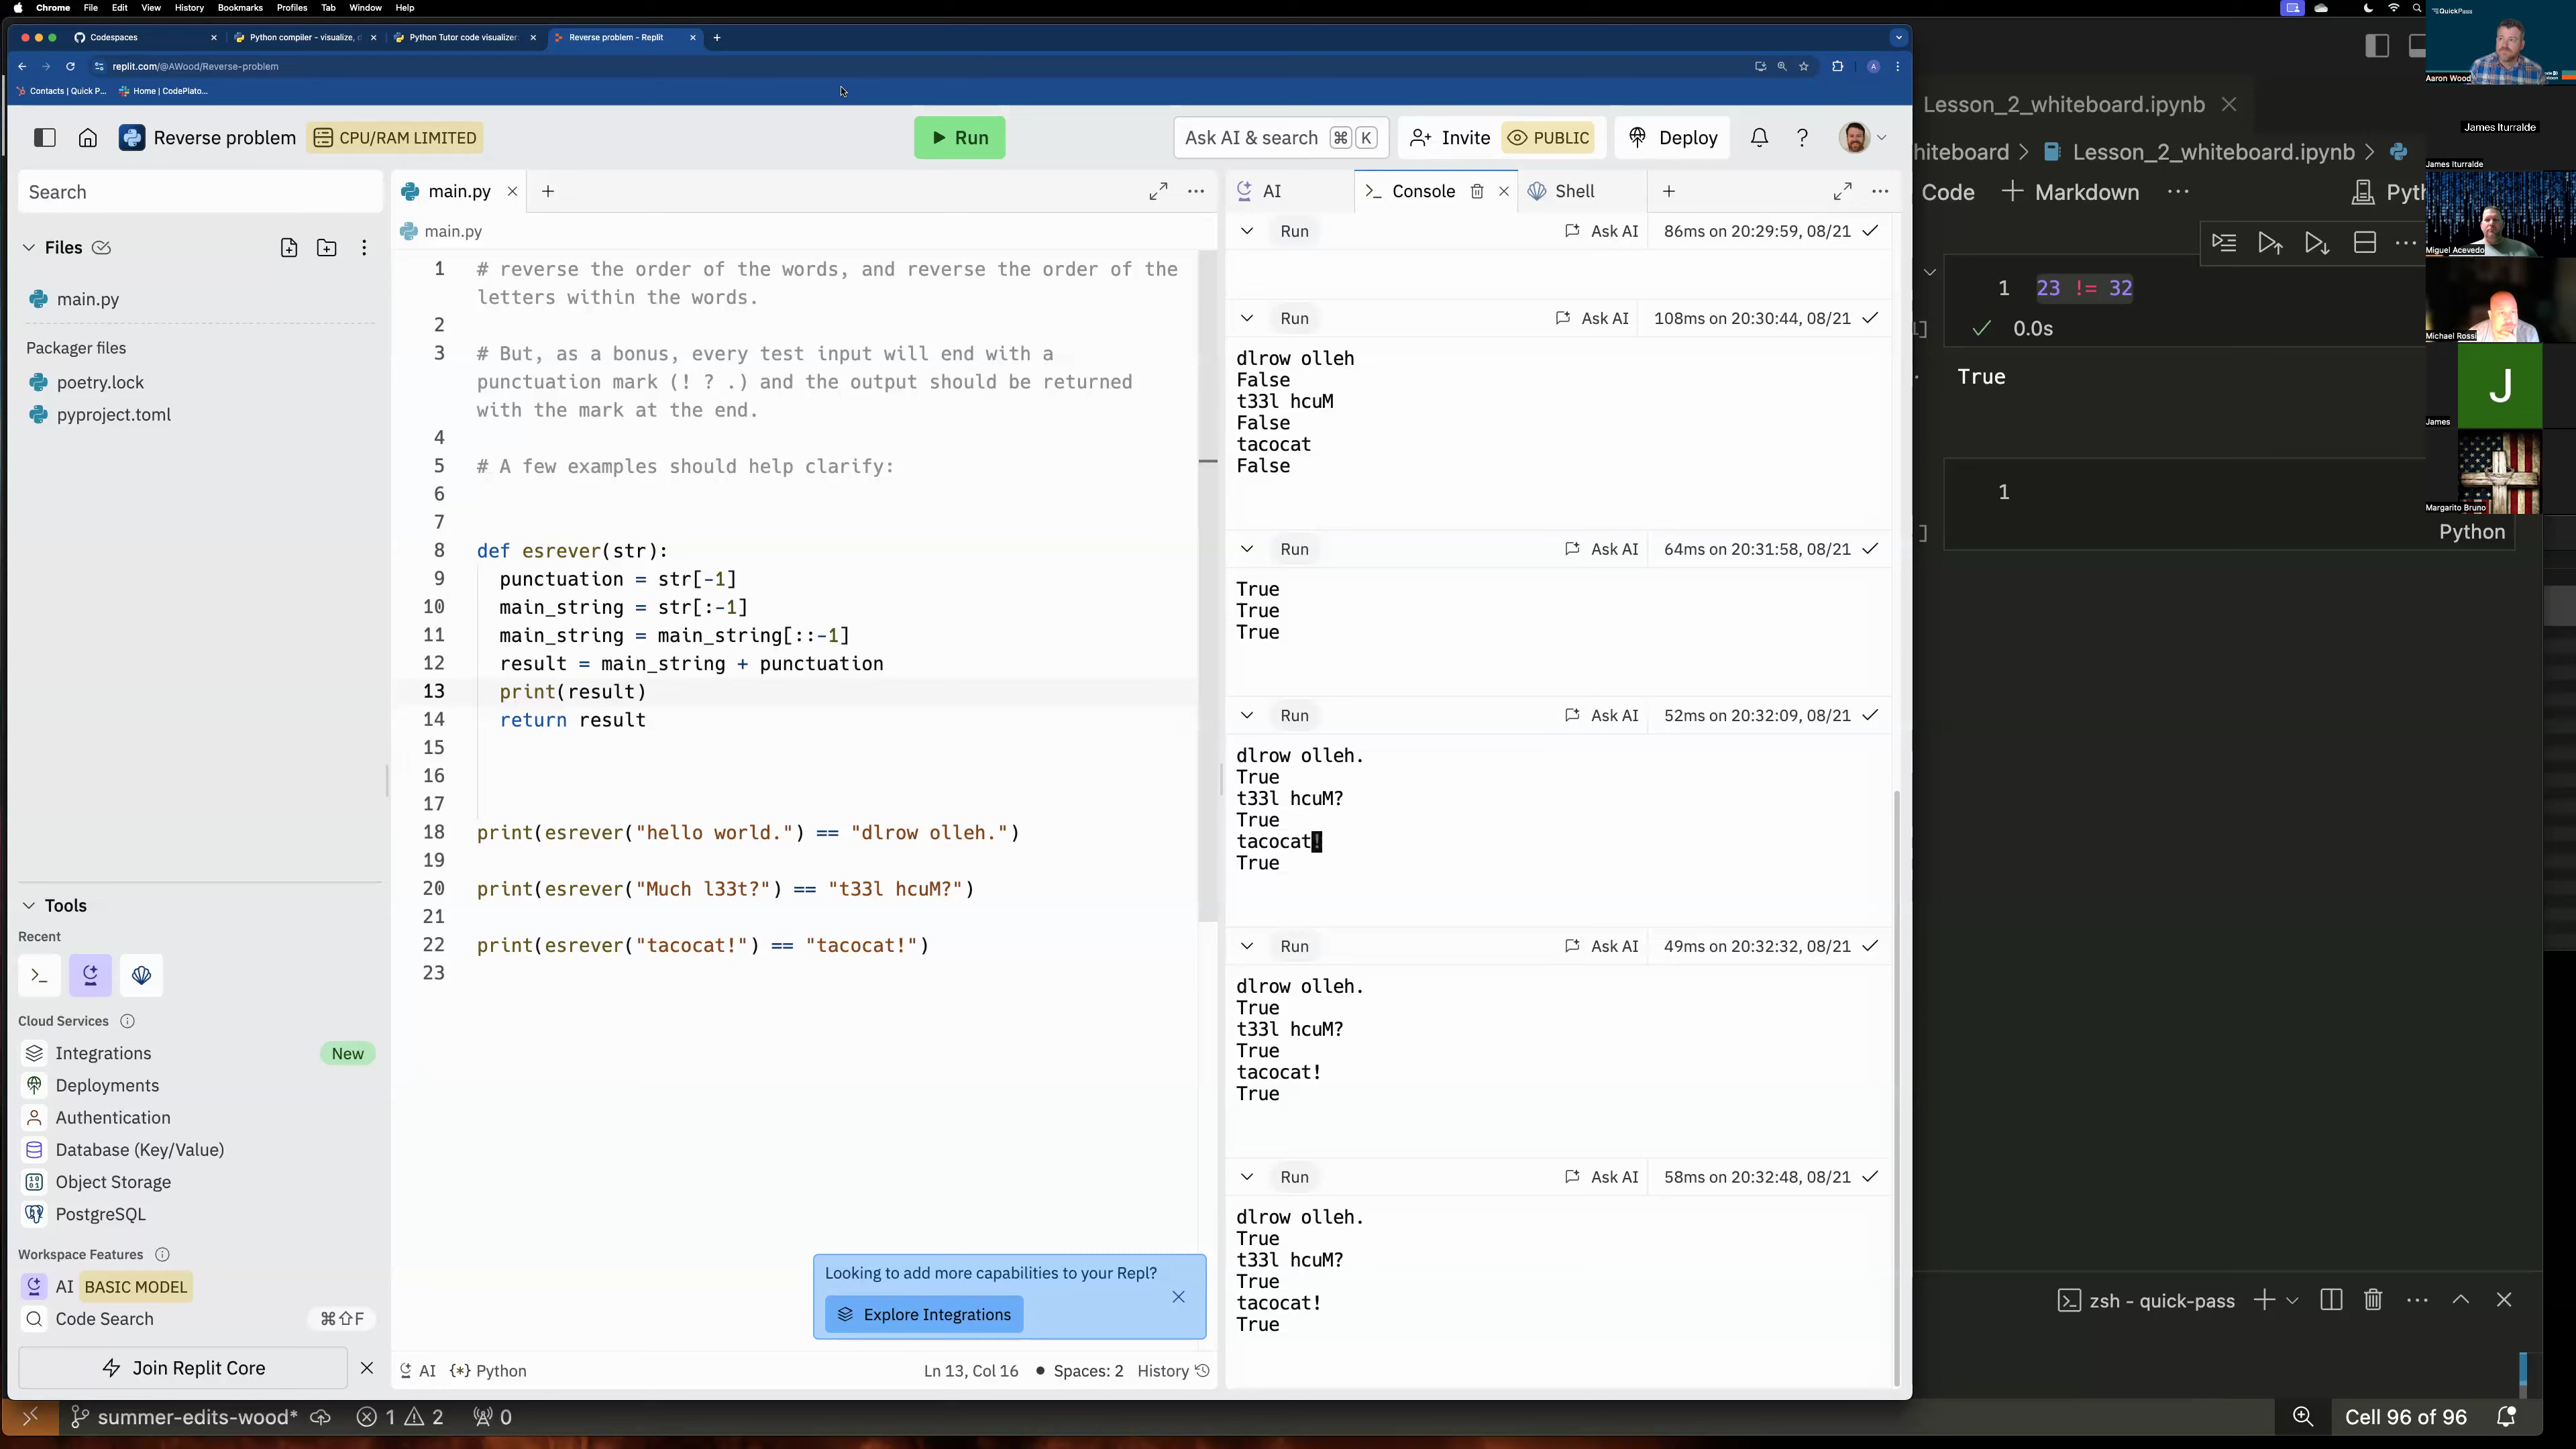 Chrome File Edit View History Bookmarks Profiles Tab Window Help
Codespaces
Python compiler - visualize, d
Python Tutor code visualizer:
Reverse problem - Replit
replit.com/@AWood/Reverse-problem
Contacts | Quick P...
Home | CodePlato...
Reverse problem
CPU/RAM LIMITED
Run
Ask AI & search ⌘ K
Invite
PUBLIC
Deploy
Search
Files
main.py
Packager files
poetry.lock
pyproject.toml
Tools
Recent
Cloud Services
Integrations New
Deployments
Authentication
Database (Key/Value)
Object Storage
PostgreSQL
Workspace Features
AI BASIC MODEL
Code Search ⌘⇧F
Join Replit Core
main.py
main.py
1 # reverse the order of the words, and reverse the order of the
letters within the words.
2
3 # But, as a bonus, every test input will end with a
punctuation mark (! ? .) and the output should be returned
with the mark at the end.
4
5 # A few examples should help clarify:
6
7
8 def esrever(str):
9 punctuation = str[-1]
10 main_string = str[:-1]
11 main_string = main_string[::-1]
12 result = main_string + punctuation
13 print(result)
14 return result
15
16
17
18 print(esrever("hello world.") == "dlrow olleh.")
19
20 print(esrever("Much l33t?") == "t33l hcuM?")
21
22 print(esrever("tacocat!") == "tacocat!")
23
Looking to add more capabilities to your Repl?
Explore Integrations
AI {*} Python
Ln 13, Col 16 ● Spaces: 2 History
AI
Console
Shell
Run Ask AI 86ms on 20:29:59, 08/21
Run Ask AI 108ms on 20:30:44, 08/21
dlrow olleh
False
t33l hcuM
False
tacocat
False
Run Ask AI 64ms on 20:31:58, 08/21
True
True
True
Run Ask AI 52ms on 20:32:09, 08/21
dlrow olleh.
True
t33l hcuM?
True
tacocat!
True
Run Ask AI 49ms on 20:32:32, 08/21
dlrow olleh.
True
t33l hcuM?
True
tacocat!
True
Run Ask AI 58ms on 20:32:48, 08/21
dlrow olleh.
True
t33l hcuM?
True
tacocat!
True
Lesson_2_whiteboard.ipynb
hiteboard > Lesson_2_whiteboard.ipynb >
Code + Markdown ...
Pyt
1 23 != 32
0.0s
True
1
Python
zsh - quick-pass
summer-edits-wood*
1 2
0
Cell 96 of 96
QuickPass
Aaron Wood
James Iturralde
James Iturralde
Miguel Acevedo
Michael Rossi
J
James
Margarito Bruno